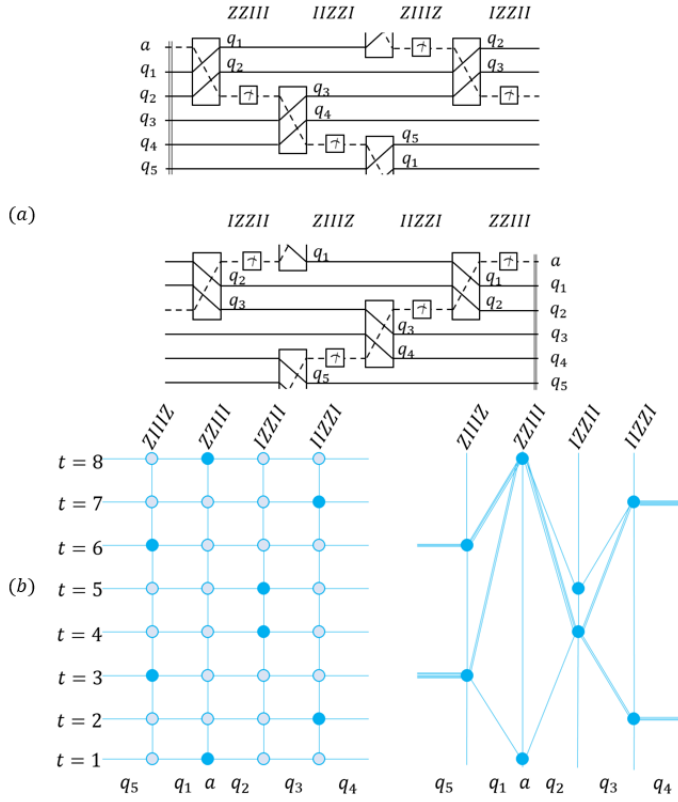 ZZIII IIZZI ZIIIZ IZZII
a q₁ q₂
q₁ q₂ q₃
q₂ q₃
q₃ q₄
q₄ q₅
q₅ q₁
(a)
IZZII ZIIIZ IIZZI ZZIII
q₁ a
q₂ q₁ q₁
q₃ q₂ q₂
q₃ q₃
q₄ q₄
q₅ q₅
ZIIIZ ZZIII IZZII IIZZI ZIIIZ ZZIII IZZII IIZZI
t = 8
t = 7
t = 6
(b) t = 5
t = 4
t = 3
t = 2
t = 1
q₅ q₁ a q₂ q₃ q₄ q₅ q₁ a q₂ q₃ q₄